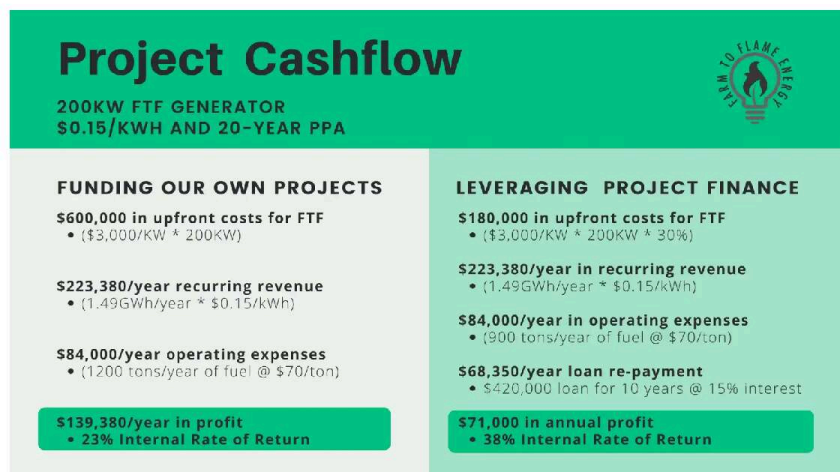 Project Cashflow
200KW FTF GENERATOR
$0.15/KWH AND 20-YEAR PPA
FARM TO FLAME ENERGY
FUNDING OUR OWN PROJECTS
$600,000 in upfront costs for FTF
• ($3,000/KW * 200KW)
$223,380/year recurring revenue
• (1.49GWh/year * $0.15/kWh)
$84,000/year operating expenses
• (1200 tons/year of fuel @ $70/ton)
$139,380/year in profit
• 23% Internal Rate of Return
LEVERAGING PROJECT FINANCE
$180,000 in upfront costs for FTF
• ($3,000/KW * 200KW * 30%)
$223,380/year in recurring revenue
• (1.49GWh/year * $0.15/kWh)
$84,000/year in operating expenses
• (900 tons/year of fuel @ $70/ton)
$68,350/year loan re-payment
• $420,000 loan for 10 years @ 15% interest
$71,000 in annual profit
• 38% Internal Rate of Return